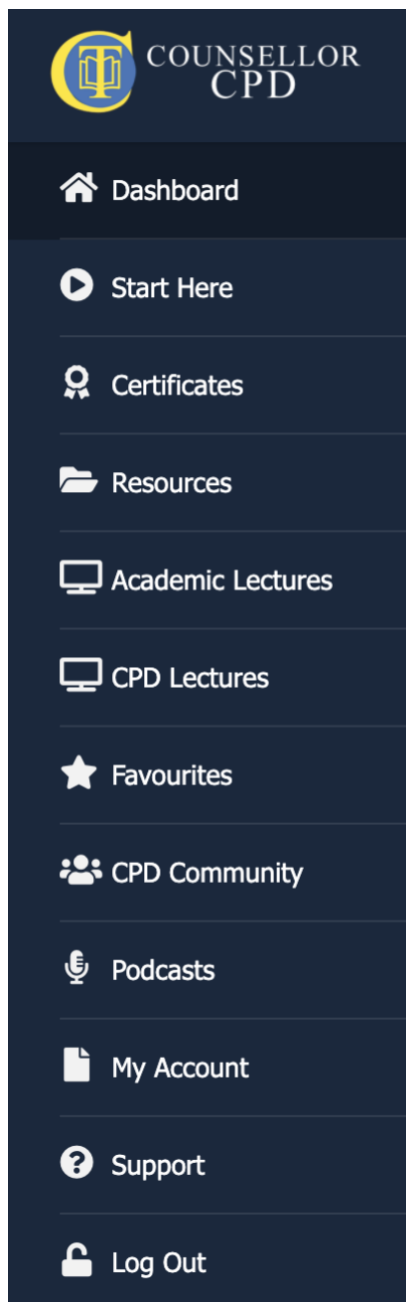 COUNSELLOR
CPD
Dashboard
Start Here
Certificates
Resources
Academic Lectures
CPD Lectures
Favourites
CPD Community
Podcasts
My Account
Support
Log Out